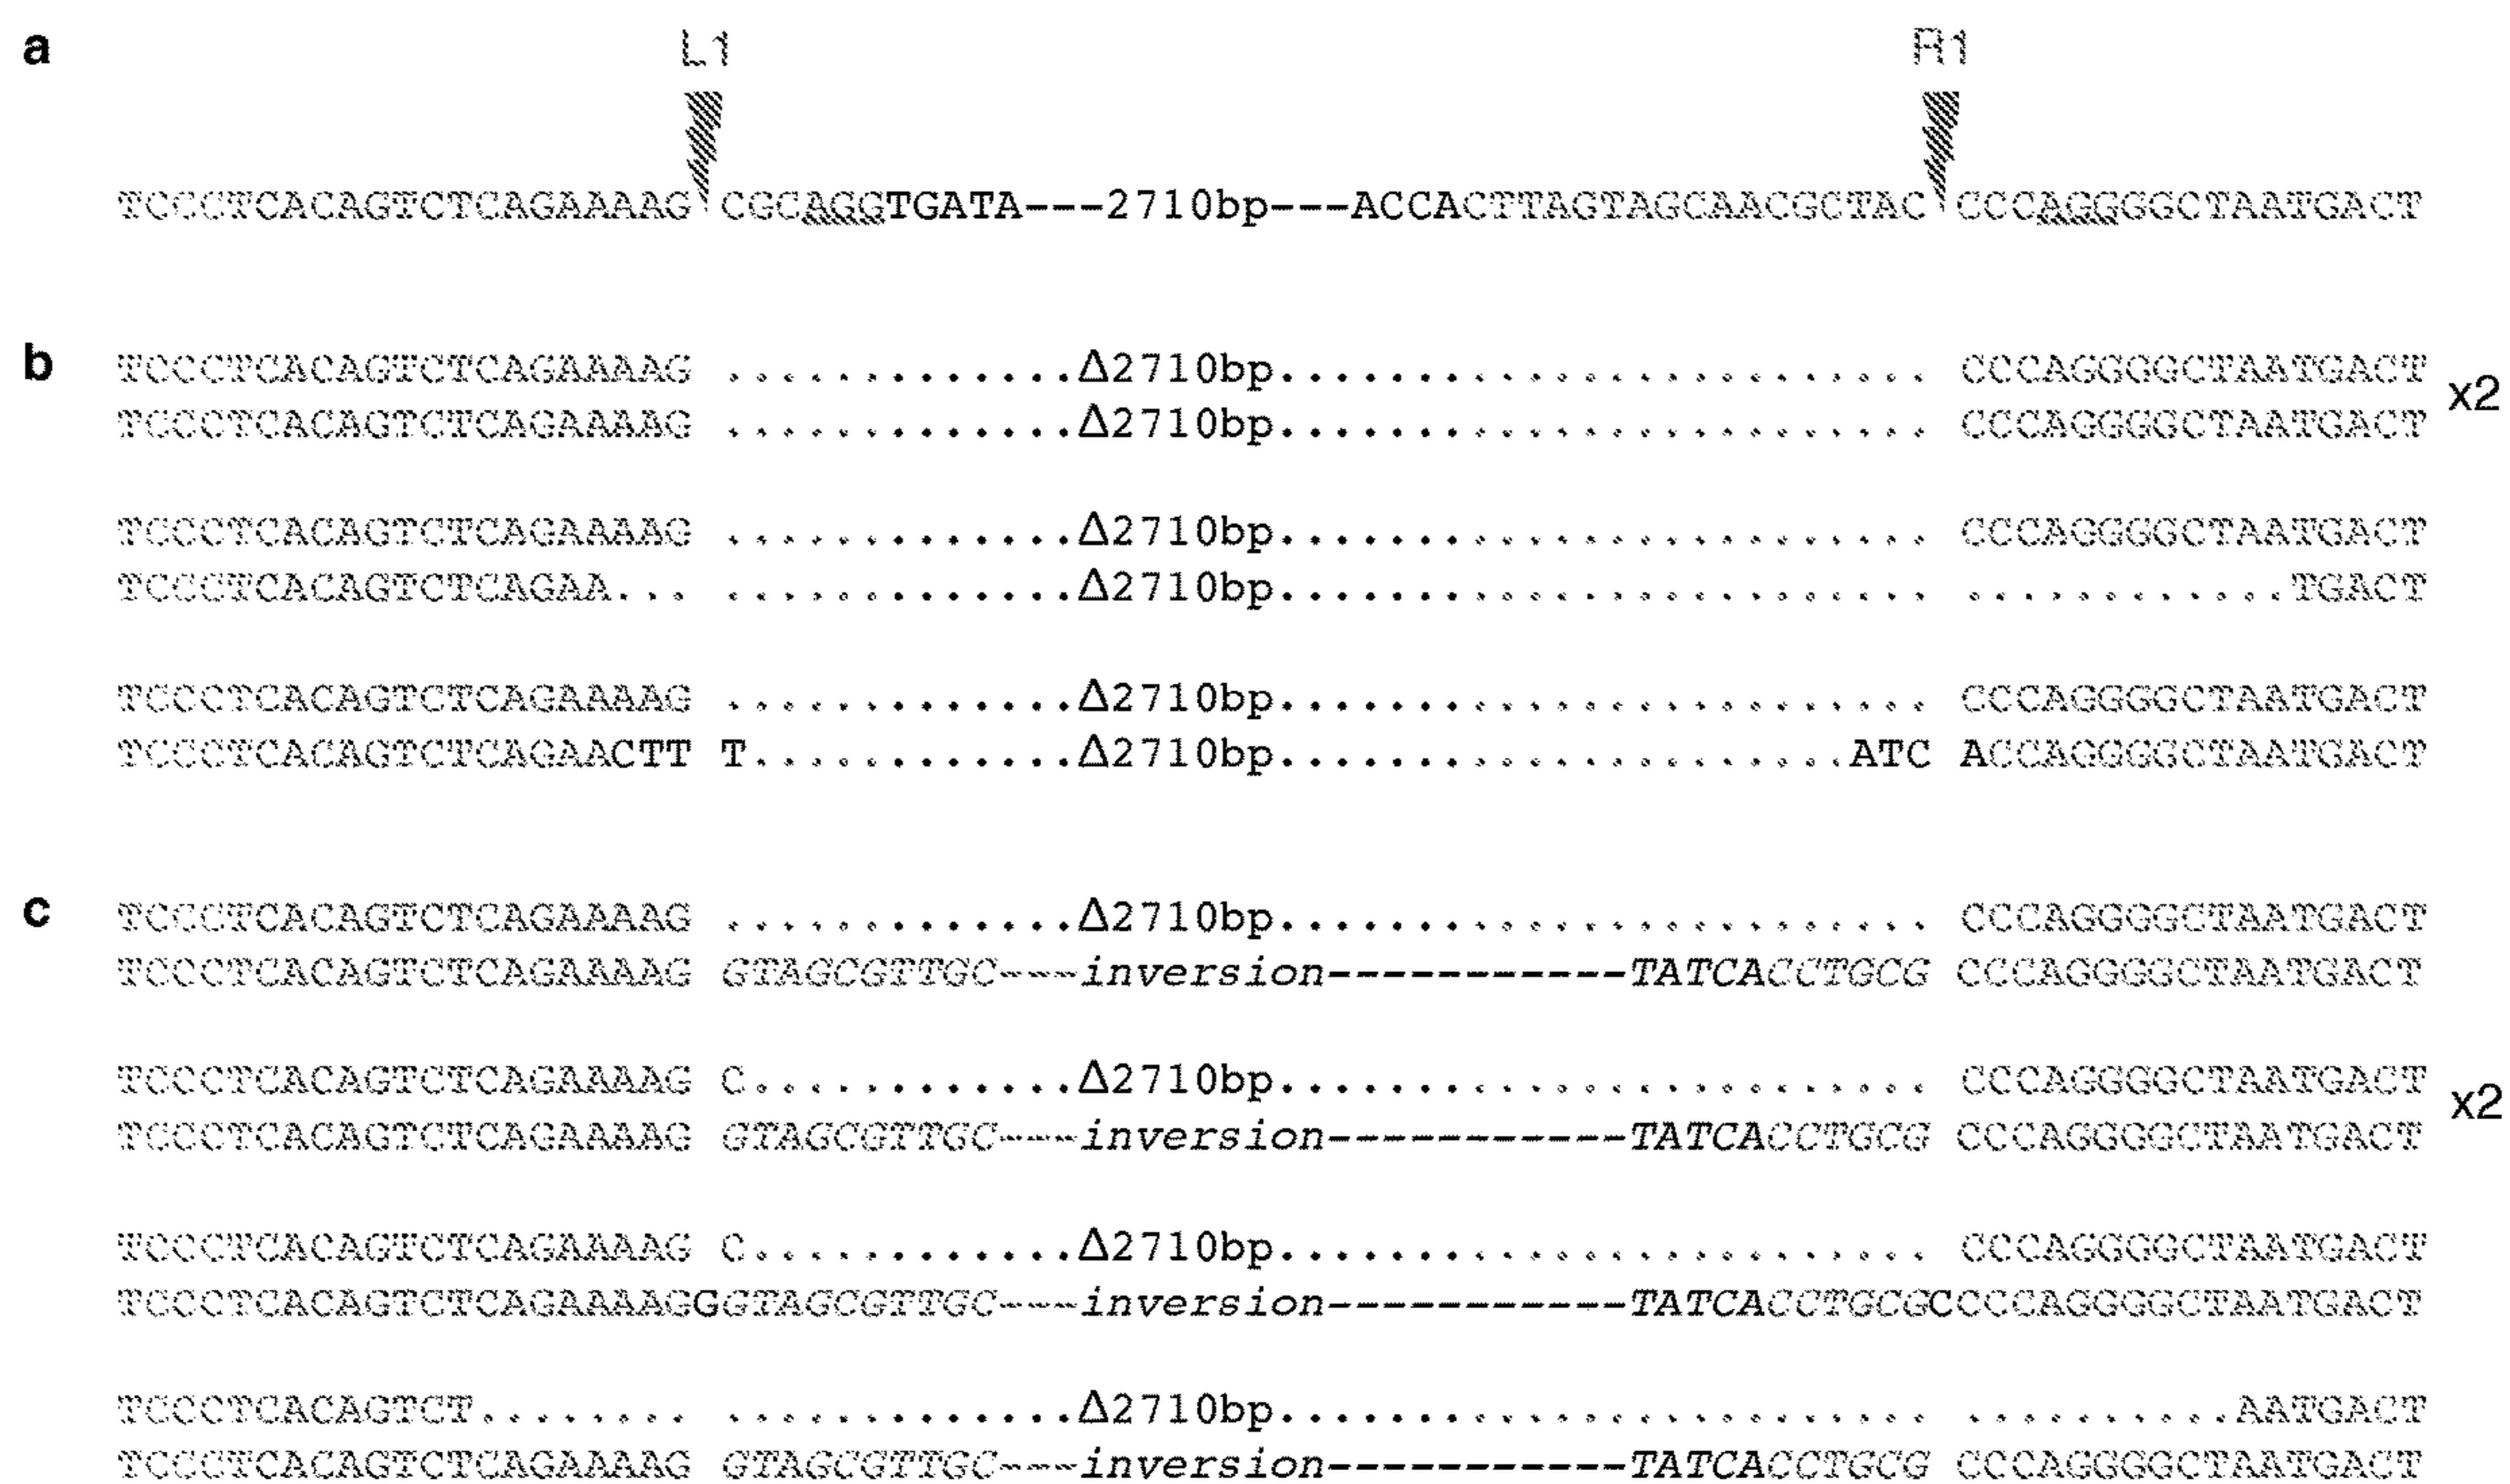 a
L1 R1
TCCCTCACAGTCTCAGAAAAG CGCAGGTGATA---2710bp---ACCACTTAGTAGCAACGCTAC CCCAGGGGCTAATGACT
b
TCCCTCACAGTCTCAGAAAAG .............Δ2710bp........................ CCCAGGGGCTAATGACT
TCCCTCACAGTCTCAGAAAAG .............Δ2710bp........................ CCCAGGGGCTAATGACT
x2
TCCCTCACAGTCTCAGAAAAG .............Δ2710bp........................ CCCAGGGGCTAATGACT
TCCCTCACAGTCTCAGAA... .............Δ2710bp........................ ............TGACT
TCCCTCACAGTCTCAGAAAAG .............Δ2710bp........................ CCCAGGGGCTAATGACT
TCCCTCACAGTCTCAGAACTT T............Δ2710bp.....................ATC ACCAGGGGCTAATGACT
c
TCCCTCACAGTCTCAGAAAAG .............Δ2710bp........................ CCCAGGGGCTAATGACT
TCCCTCACAGTCTCAGAAAAG GTAGCGTTGC---inversion-----------TATCACCTGCG CCCAGGGGCTAATGACT
TCCCTCACAGTCTCAGAAAAG C............Δ2710bp........................ CCCAGGGGCTAATGACT
TCCCTCACAGTCTCAGAAAAG GTAGCGTTGC---inversion-----------TATCACCTGCG CCCAGGGGCTAATGACT
x2
TCCCTCACAGTCTCAGAAAAG C............Δ2710bp........................ CCCAGGGGCTAATGACT
TCCCTCACAGTCTCAGAAAAGGGTAGCGTTGC---inversion-----------TATCACCTGCGCCCCAGGGGCTAATGACT
TCCCTCACAGTCT........ .............Δ2710bp........................ ..........AATGACT
TCCCTCACAGTCTCAGAAAAG GTAGCGTTGC---inversion-----------TATCACCTGCG CCCAGGGGCTAATGACT